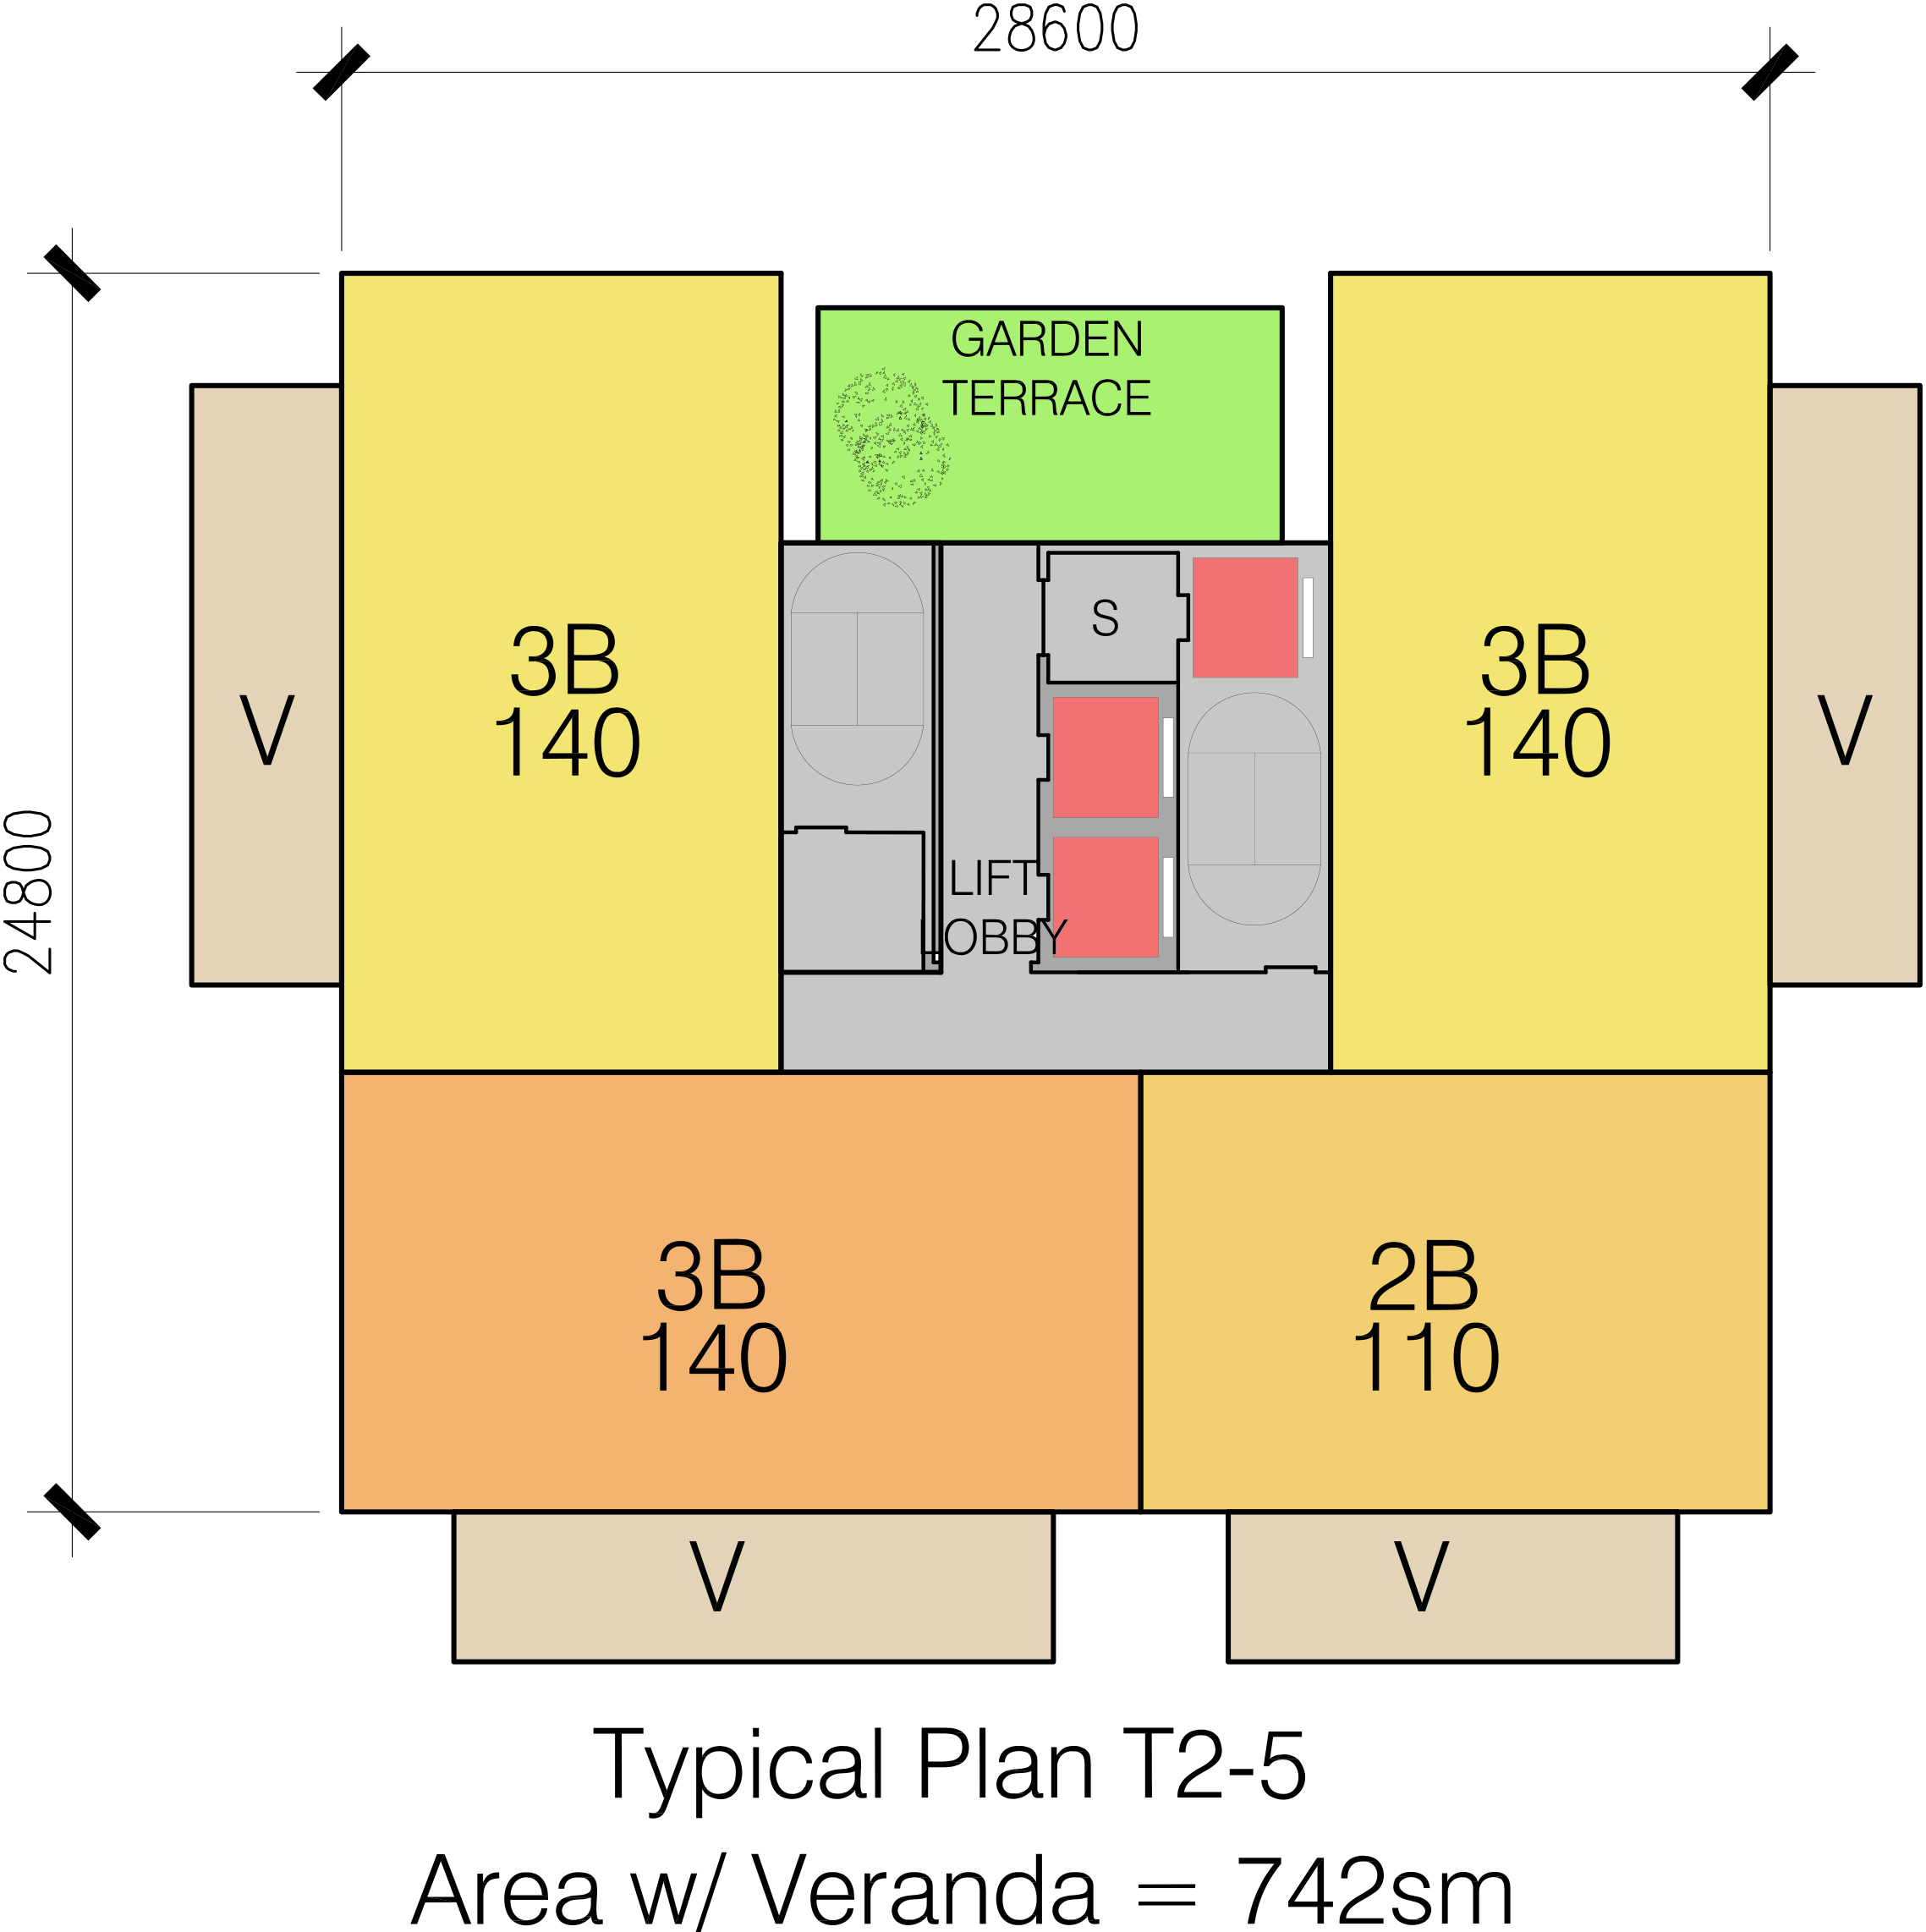 28600
24800
GARDEN
TERRACE
S
3B
140
3B
140
V
V
LIFT
LOBBY
3B
140
2B
110
V
V
Typical Plan T2-5
Area w/ Veranda = 742sm